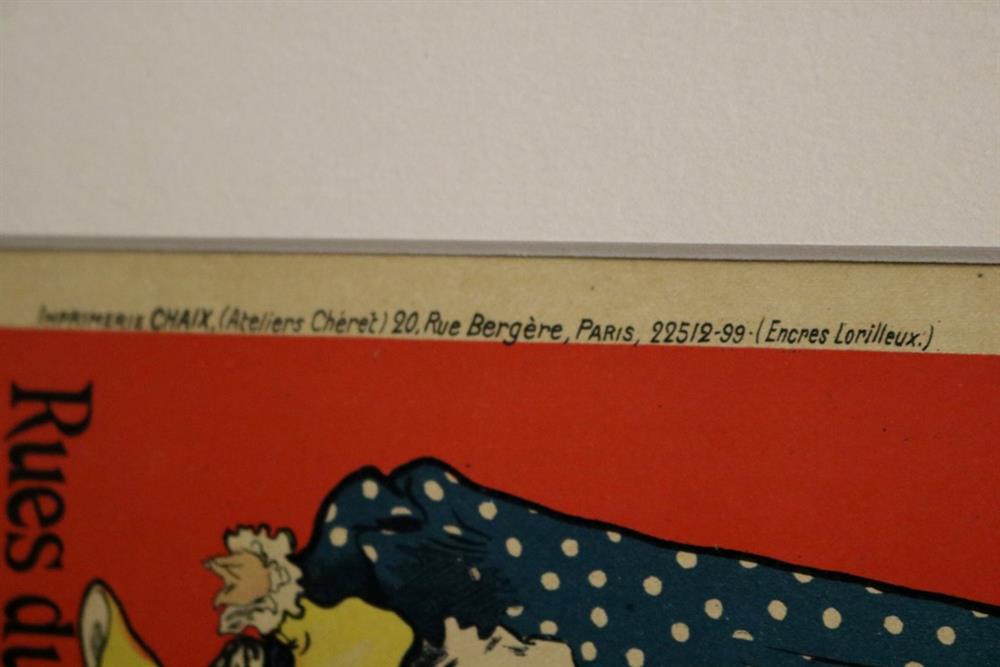 IMPRIMERIE CHAIX, (Ateliers Chéret) 20, Rue Bergère, PARIS, 22512-99·(Encres Lorilleux.)
Rues du